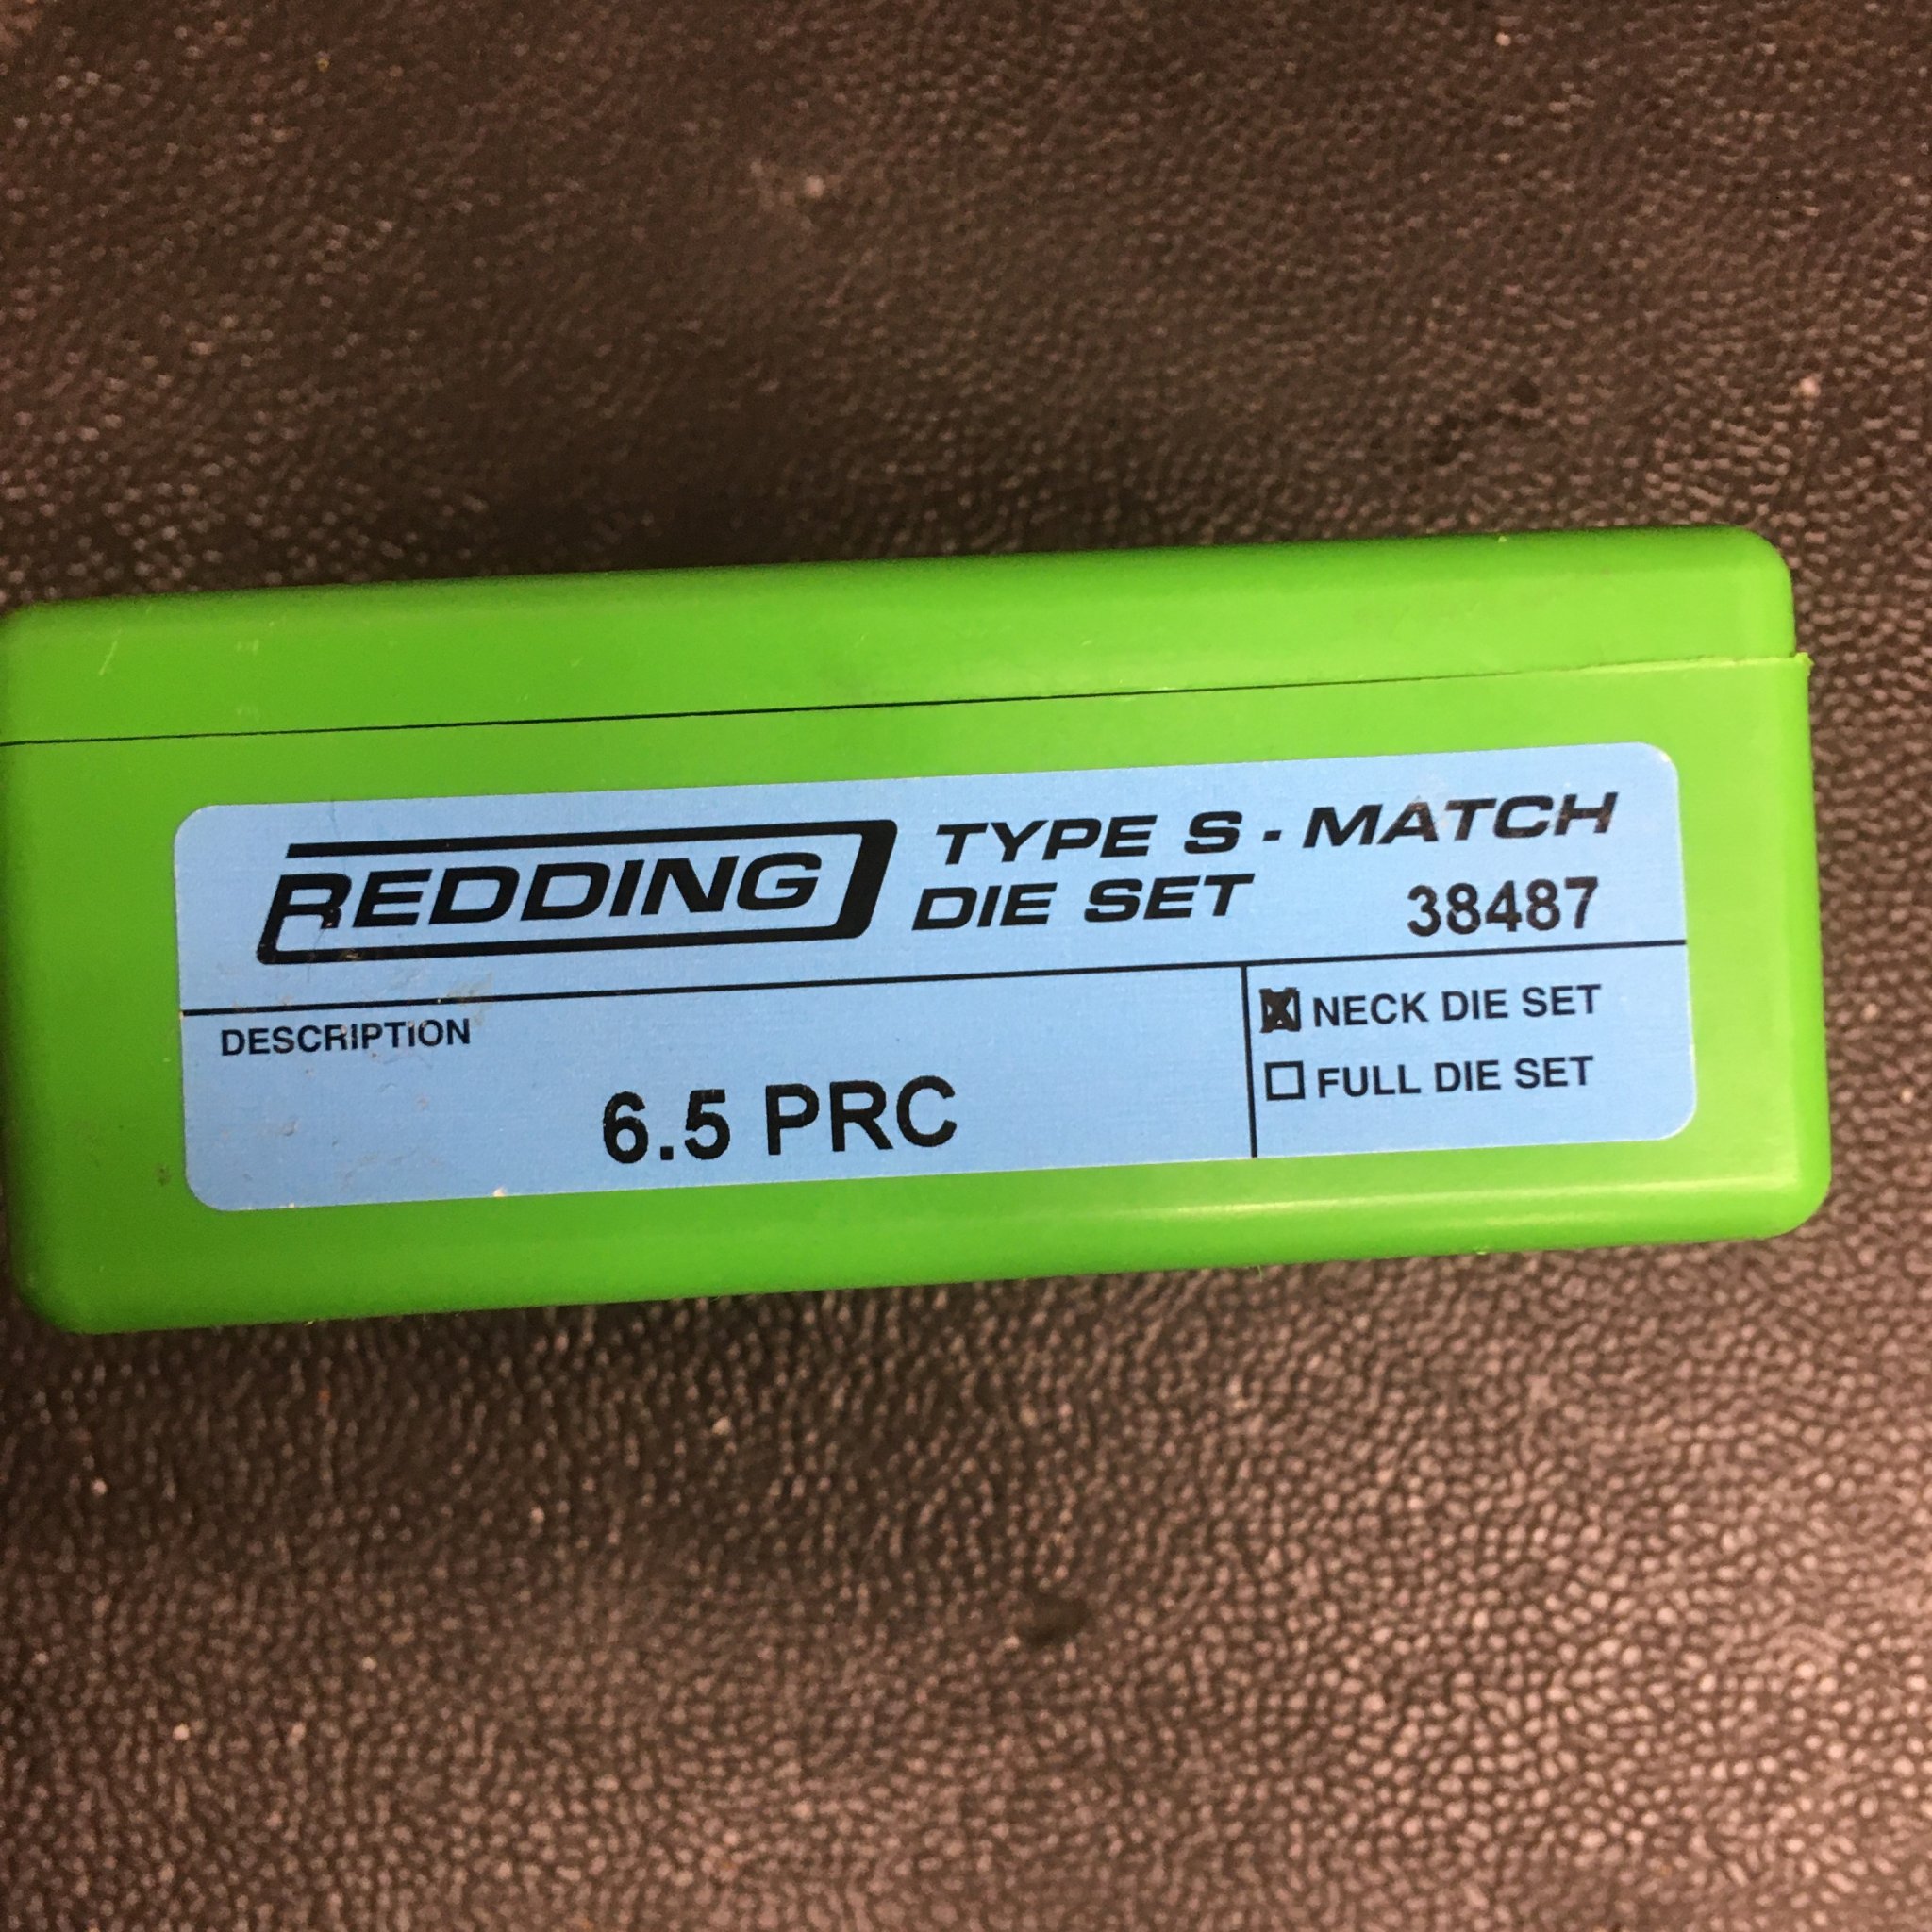 REDDING TYPE S - MATCH
DIE SET 38487
DESCRIPTION
6.5 PRC
☒ NECK DIE SET
☐ FULL DIE SET